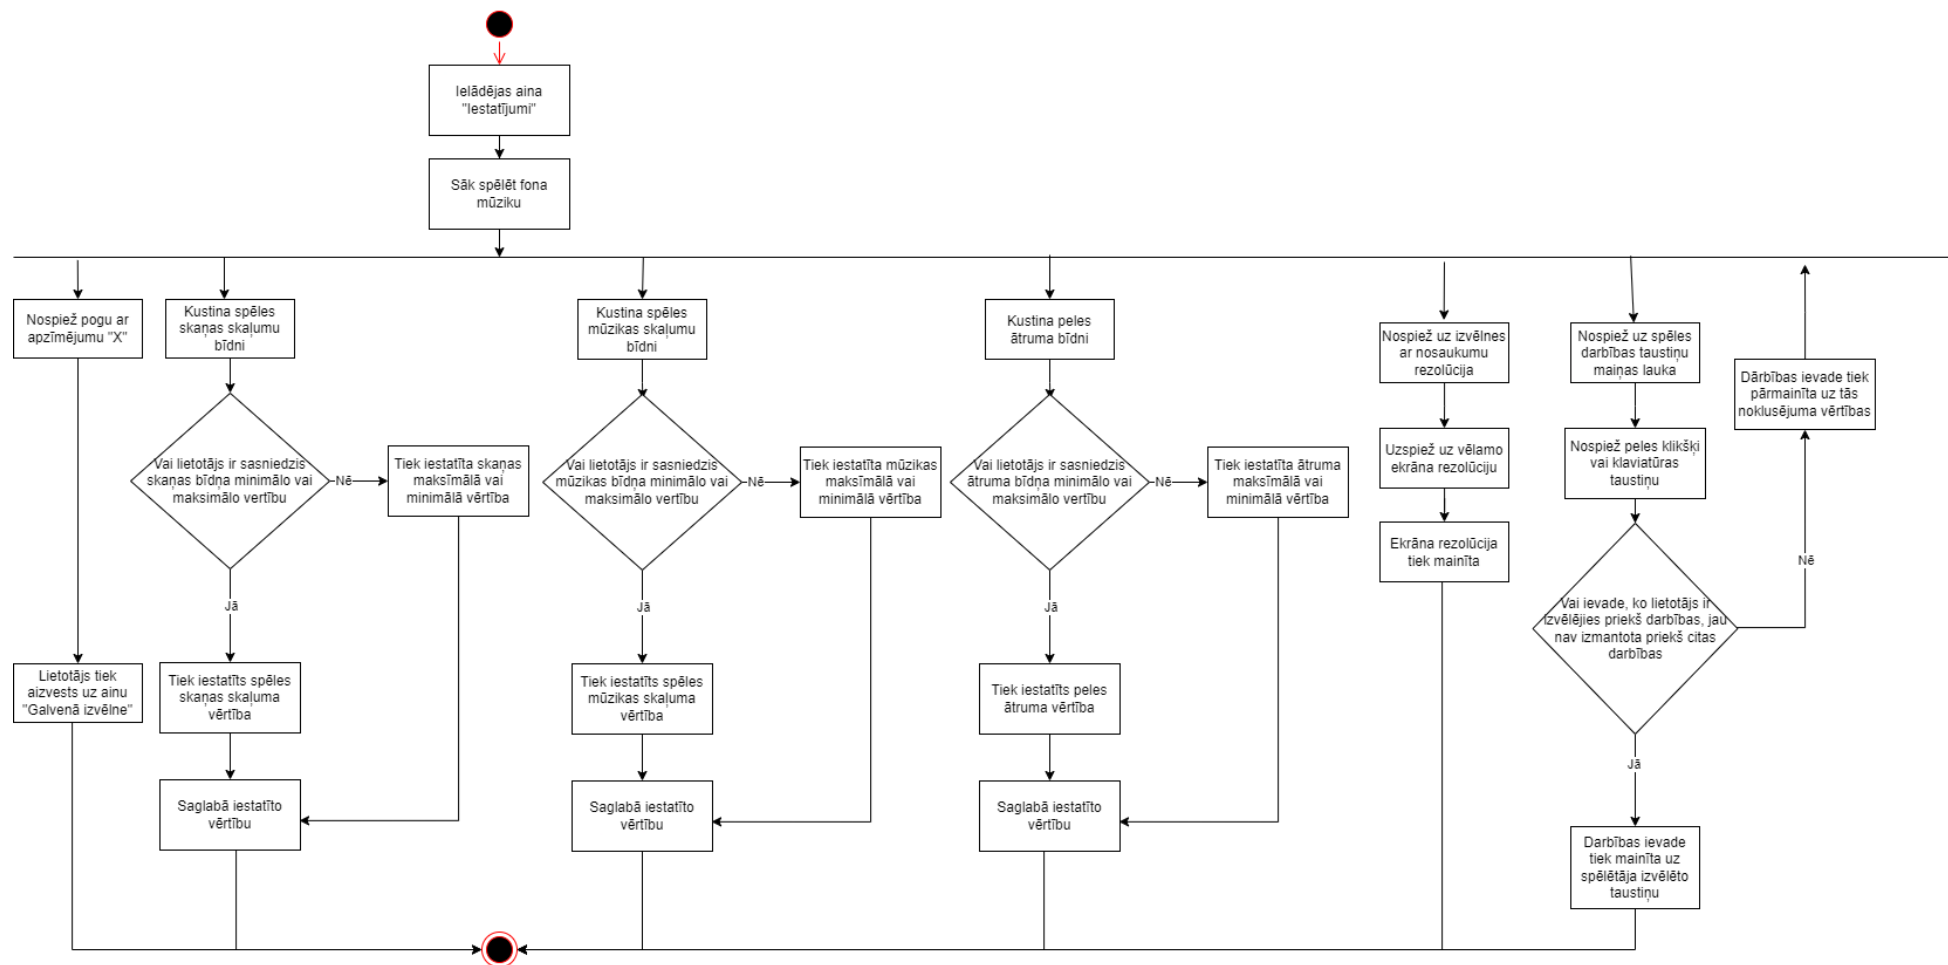 Ielādējas aina
"Iestatījumi"
Sāk spēlēt fona
mūziku
Nospiež pogu ar
apzīmējumu "X"
Lietotājs tiek
aizvests uz ainu
"Galvenā izvēlne"
Kustina spēles
skaņas skaļumu
bīdni
Vai lietotājs ir sasniedzis
skaņas bīdņa minimālo vai
maksimālo vertību
Nē
Tiek iestatīta skaņas
maksīmālā vai
minimālā vērtība
Jā
Tiek iestatīts spēles
skaņas skaļuma
vērtība
Saglabā iestatīto
vērtību
Kustina spēles
mūzikas skaļumu
bīdni
Vai lietotājs ir sasniedzis
mūzikas bīdņa minimālo vai
maksimālo vertību
Nē
Tiek iestatīta mūzikas
maksīmālā vai
minimālā vērtība
Jā
Tiek iestatīts spēles
mūzikas skaļuma
vērtība
Saglabā iestatīto
vērtību
Kustina peles
ātruma bīdni
Vai lietotājs ir sasniedzis
ātruma bīdņa minimālo vai
maksimālo vertību
Nē
Tiek iestatīta ātruma
maksīmālā vai
minimālā vērtība
Jā
Tiek iestatīts peles
ātruma vērtība
Saglabā iestatīto
vērtību
Nospiež uz izvēlnes
ar nosaukumu
rezolūcija
Uzspiež uz vēlamo
ekrāna rezolūciju
Ekrāna rezolūcija
tiek mainīta
Nospiež uz spēles
darbības taustiņu
maiņas lauka
Nospiež peles klikšķi
vai klaviatūras
taustiņu
Vai ievade, ko lietotājs ir
izvēlējies priekš darbības, jau
nav izmantota priekš citas
darbības
Nē
Dārbības ievade tiek
pārmainīta uz tās
noklusējuma vērtības
Jā
Darbības ievade
tiek mainīta uz
spēlētāja izvēlēto
taustiņu